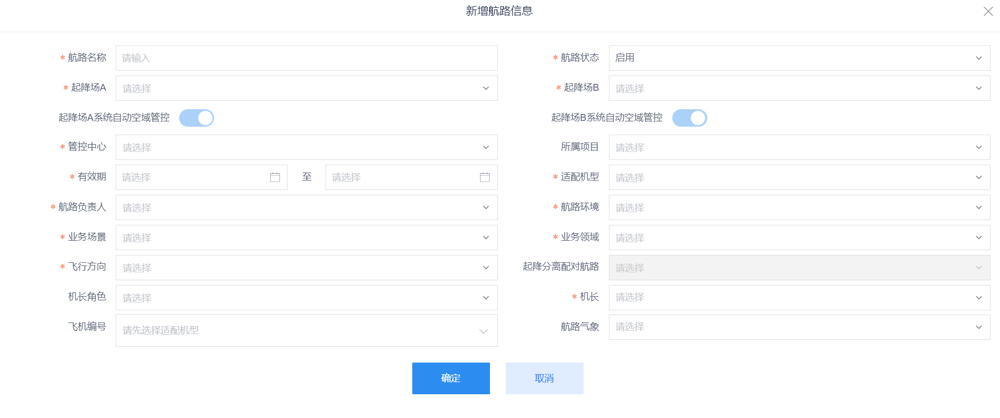 新增航路信息
* 航路名称 请输入 * 航路状态 启用
* 起降场A 请选择 * 起降场B 请选择
起降场A系统自动空域管控 起降场B系统自动空域管控
* 管控中心 请选择 所属项目 请选择
* 有效期 请选择 至 请选择 * 适配机型 请选择
* 航路负责人 请选择 * 航路环境 请选择
* 业务场景 请选择 * 业务领域 请选择
* 飞行方向 请选择 起降分离配对航路 请选择
机长角色 请选择 * 机长 请选择
飞机编号 请先选择适配机型 航路气象 请选择
确定 取消